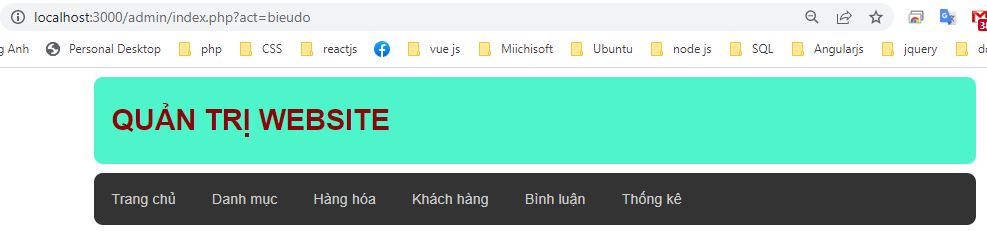 localhost:3000/admin/index.php?act=bieudo
g Anh Personal Desktop php CSS reactjs vue js Miichisoft Ubuntu node js SQL Angularjs jquery
QUẢN TRỊ WEBSITE
Trang chủ Danh mục Hàng hóa Khách hàng Bình luận Thống kê